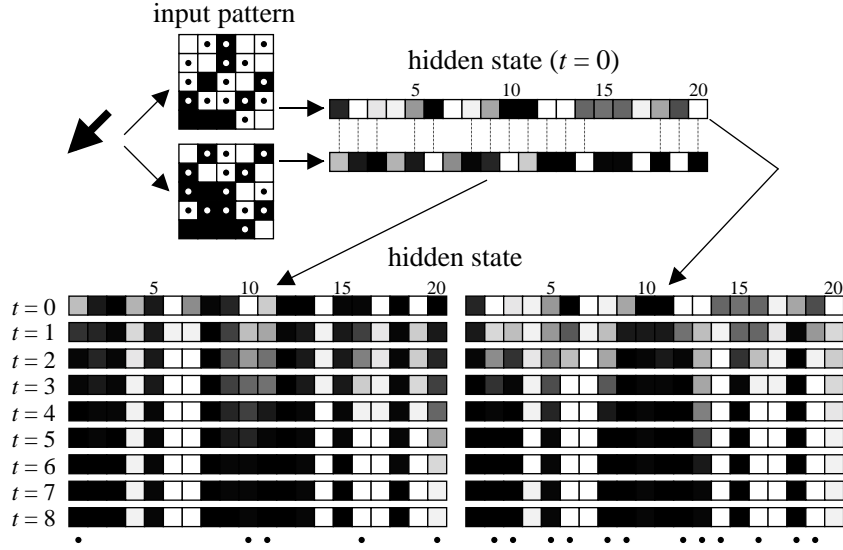 input pattern
hidden state (t = 0)
5 10 15 20
hidden state
5 10 15 20 5 10 15 20
t = 0
t = 1
t = 2
t = 3
t = 4
t = 5
t = 6
t = 7
t = 8